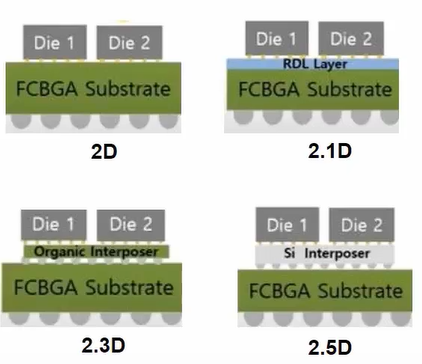 Die 1 Die 2
FCBGA Substrate
2D
Die 1 Die 2
RDL Layer
FCBGA Substrate
2.1D
Die 1 Die 2
Organic Interposer
FCBGA Substrate
2.3D
Die 1 Die 2
Si Interposer
FCBGA Substrate
2.5D